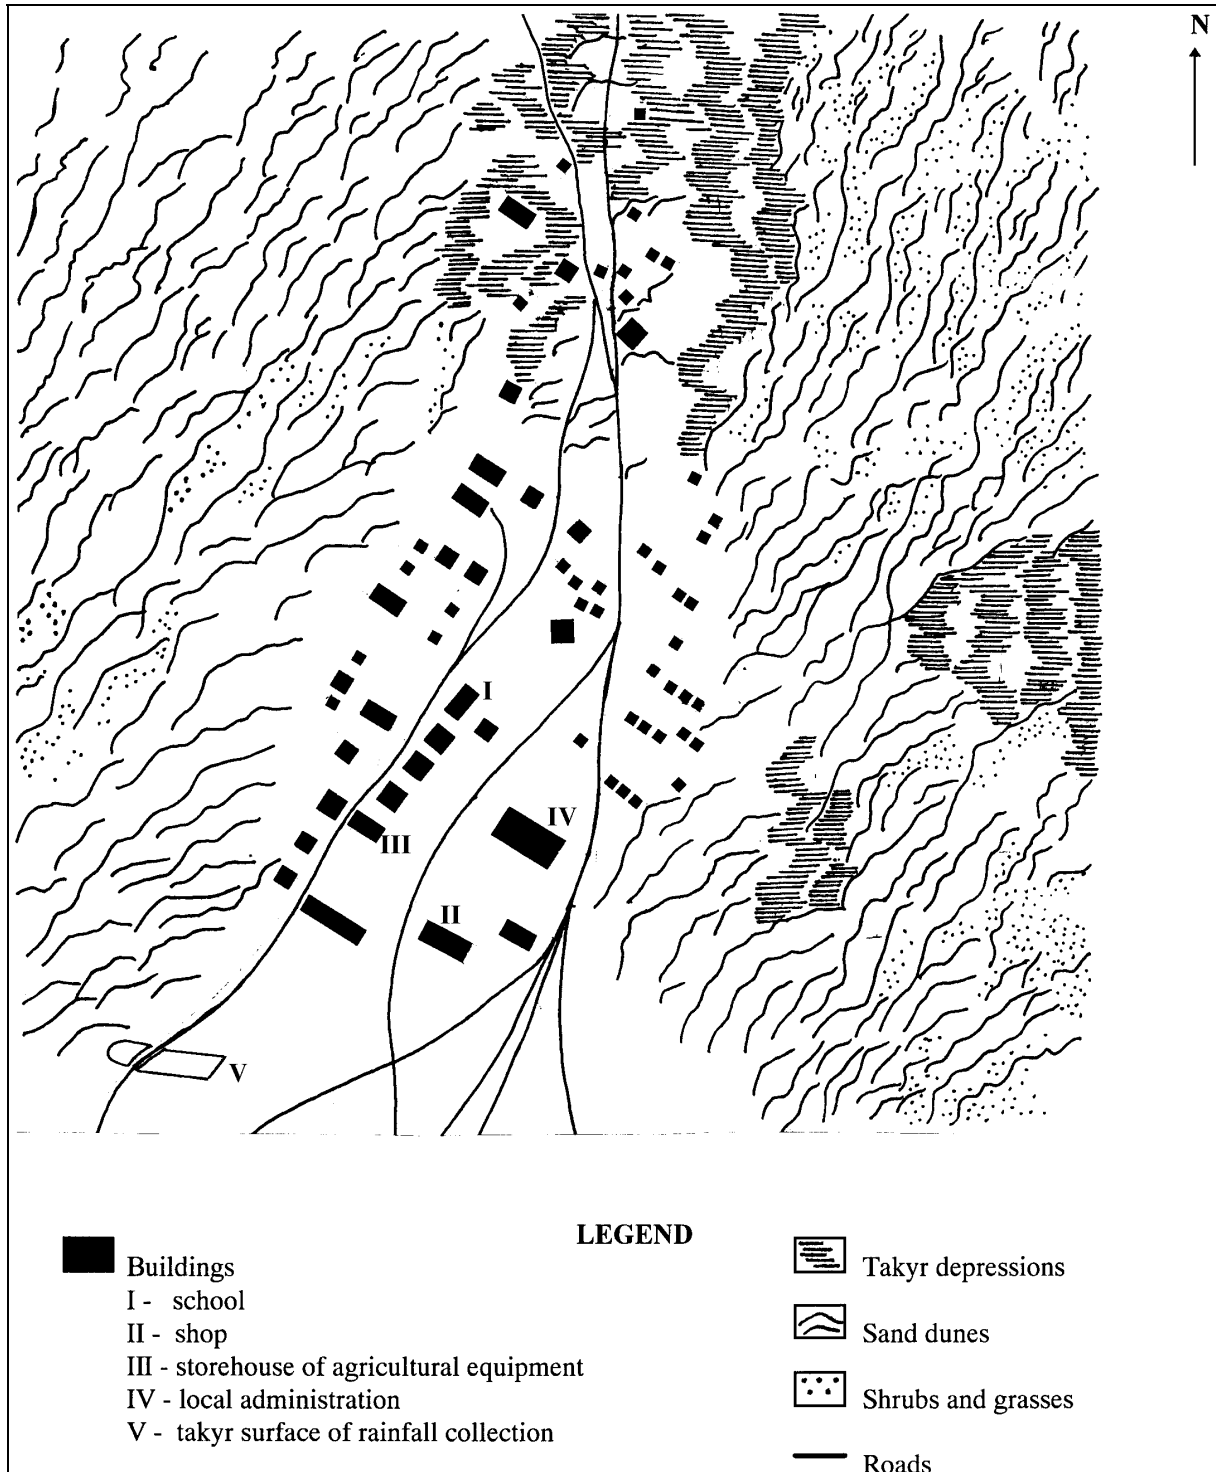 N
I
IV
III
II
V
LEGEND
Buildings
I - school
II - shop
III - storehouse of agricultural equipment
IV - local administration
V - takyr surface of rainfall collection
Takyr depressions
Sand dunes
Shrubs and grasses
Roads